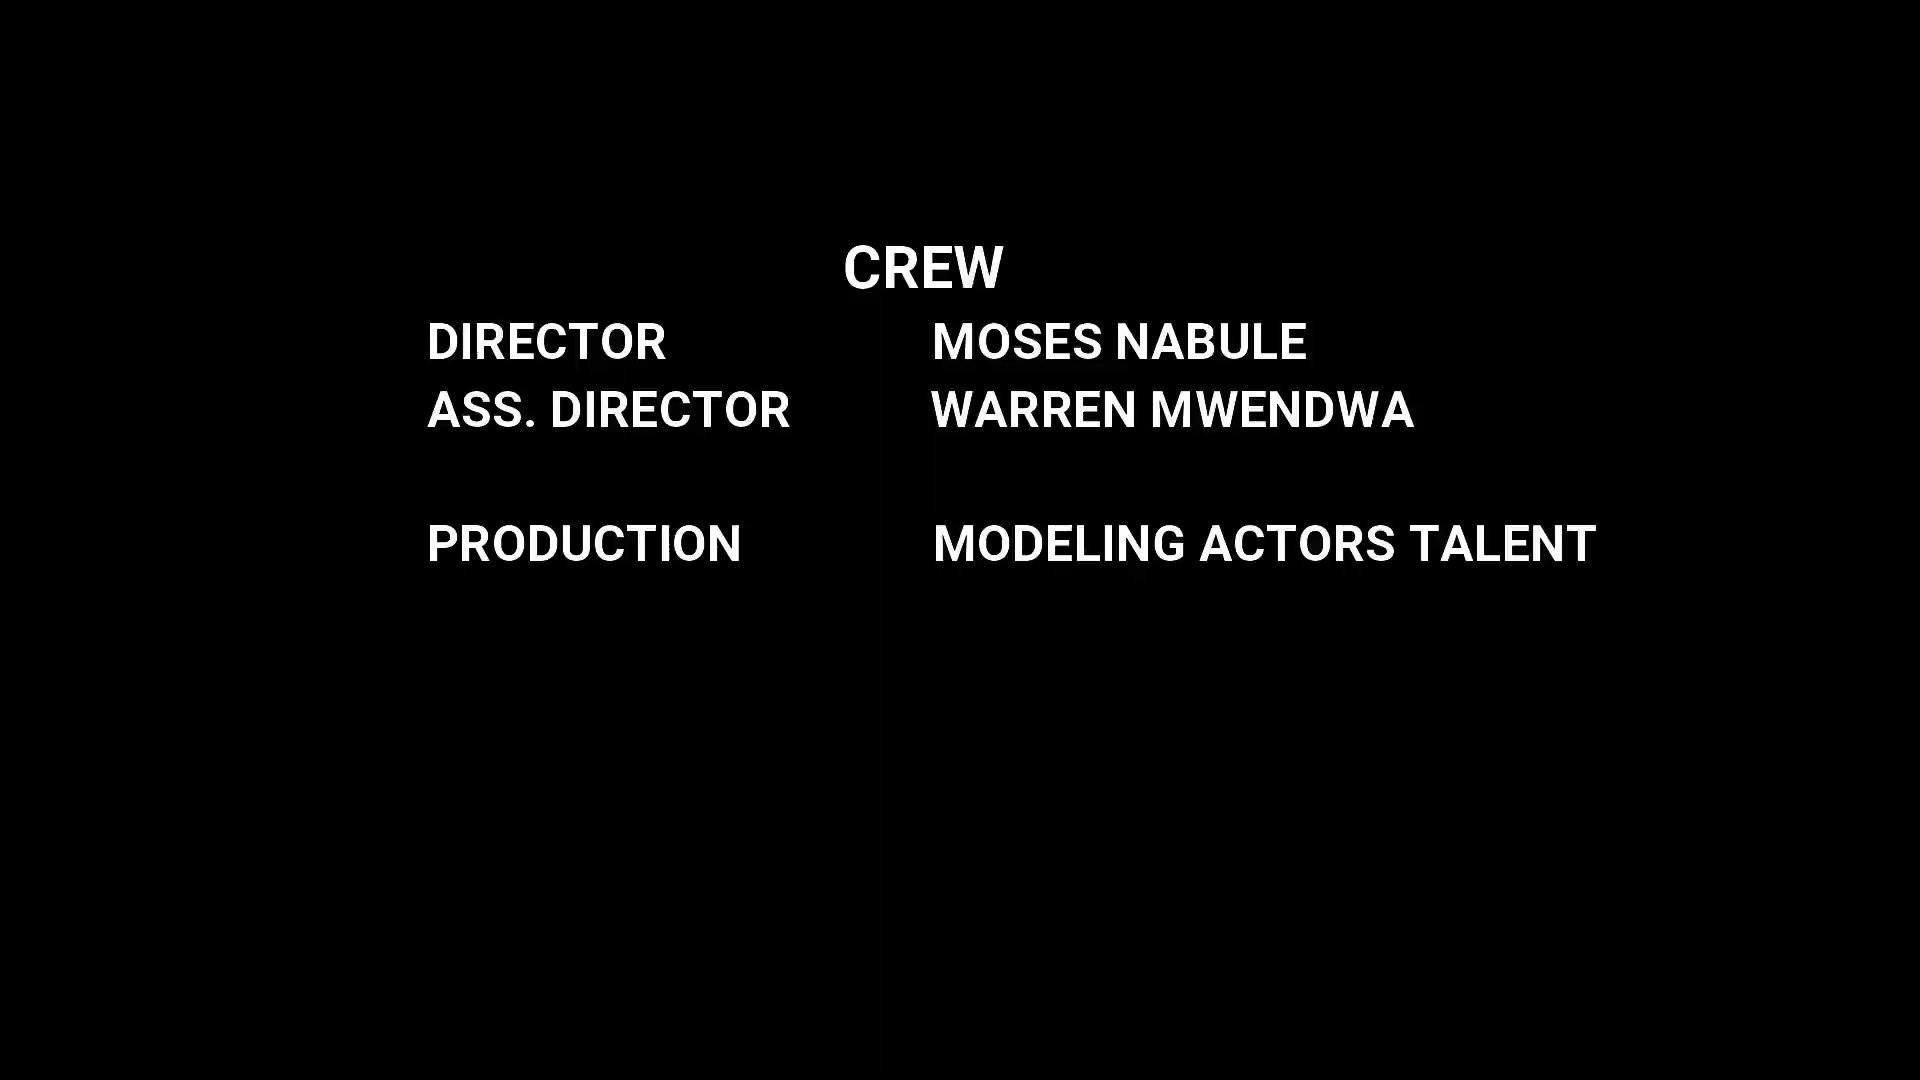 CREW
DIRECTOR MOSES NABULE
ASS. DIRECTOR WARREN MWENDWA
PRODUCTION MODELING ACTORS TALENT